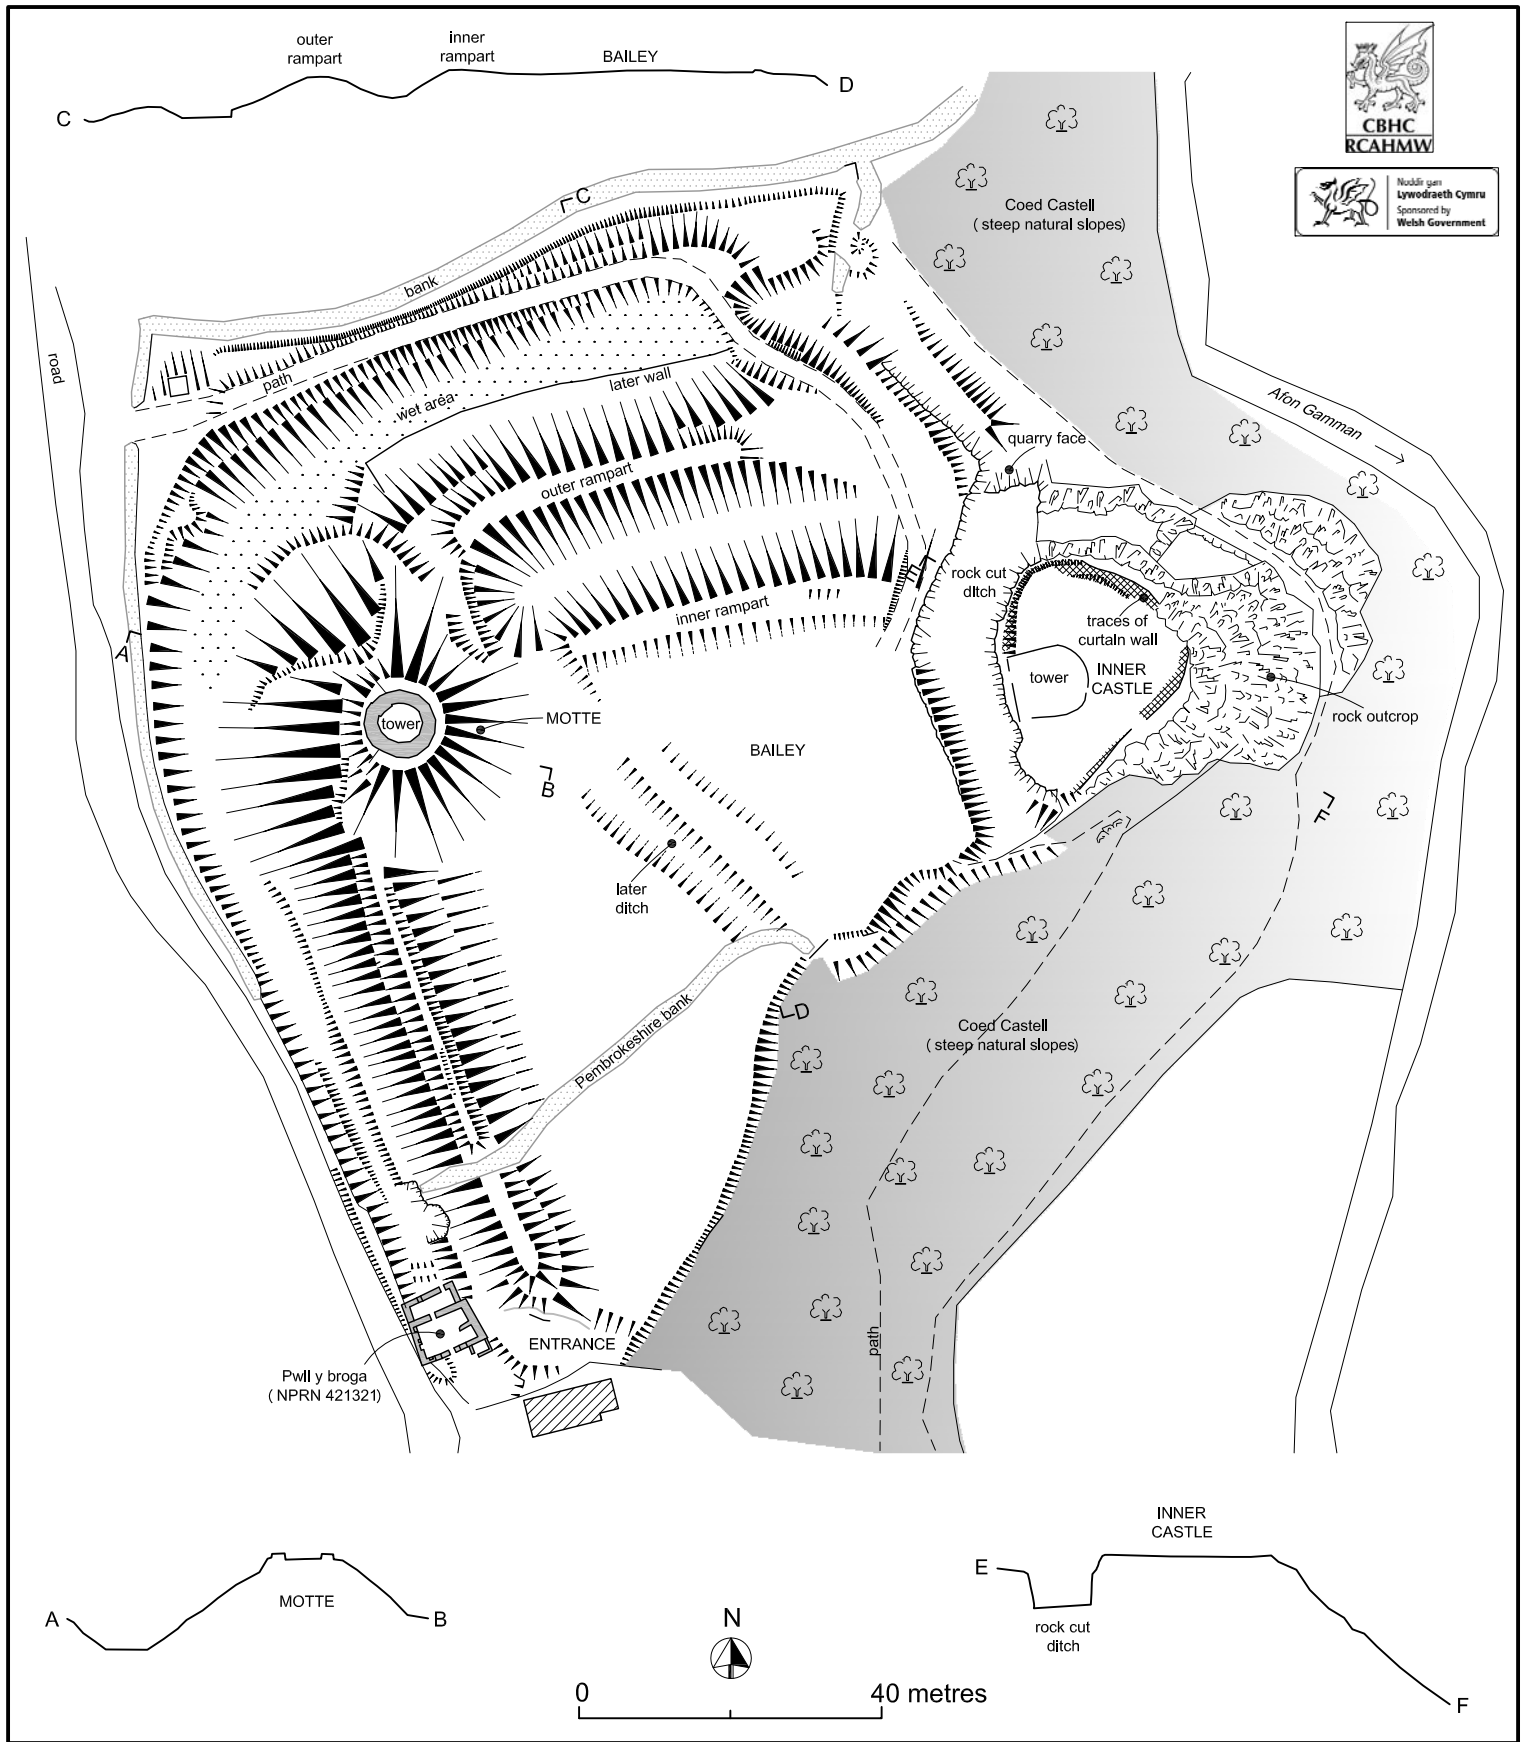 outer
rampart
inner
rampart
BAILEY
C
D
CBHC
RCAHMW
Noddir gan
Lywodraeth Cymru
Sponsored by
Welsh Government
Coed Castell
( steep natural slopes)
C
bank
road
path
later wall
wet area
Afon Gamman
quarry face
outer rampart
E
rock cut
ditch
inner rampart
traces of
curtain wall
A
tower
INNER
CASTLE
rock outcrop
tower
MOTTE
BAILEY
B
F
later
ditch
Pembrokeshire bank
D
Coed Castell
( steep natural slopes)
path
ENTRANCE
Pwll y broga
( NPRN 421321)
INNER
CASTLE
E
rock cut
ditch
F
A
MOTTE
B
N
0
40 metres